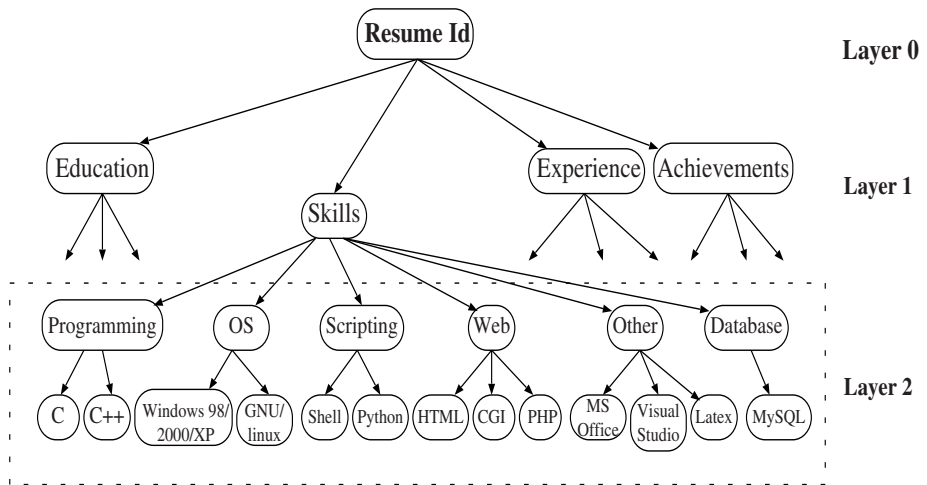 Resume Id
Layer 0
Education
Experience
Achievements
Layer 1
Skills
Programming
OS
Scripting
Web
Other
Database
Layer 2
C
C++
Windows 98/
2000/XP
GNU/
linux
Shell
Python
HTML
CGI
PHP
MS
Office
Visual
Studio
Latex
MySQL